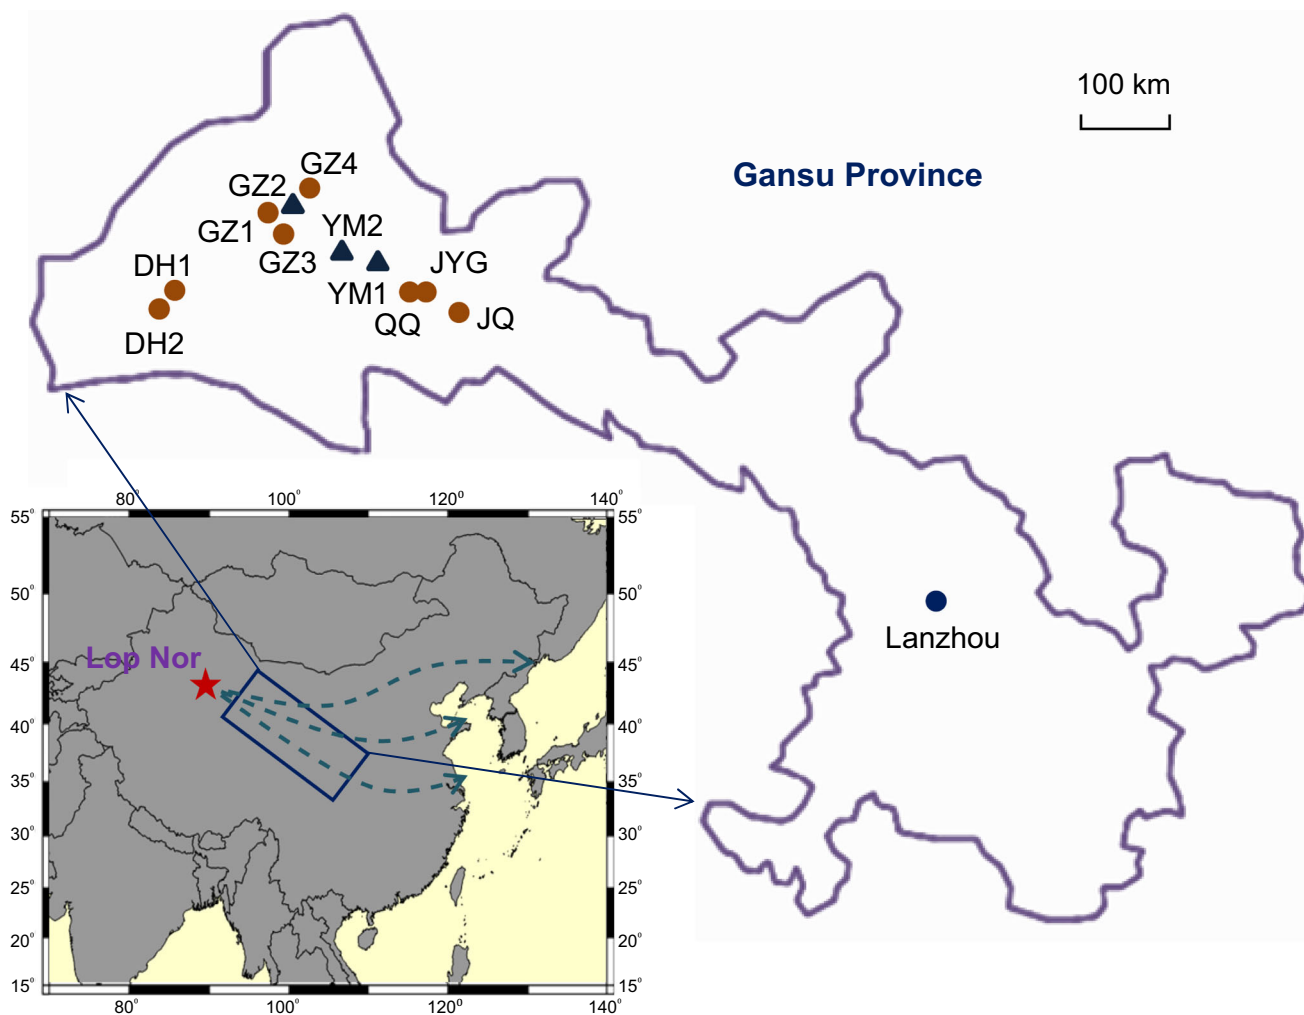 100 km
Gansu Province
GZ4
GZ2
GZ1
YM2
GZ3
DH1
JYG
YM1
QQ
JQ
DH2
Lanzhou
80° 100° 120° 140°
55° 55°
50° 50°
45° 45°
Lop Nor
40° 40°
35° 35°
30° 30°
25° 25°
20° 20°
15° 15°
80° 100° 120° 140°